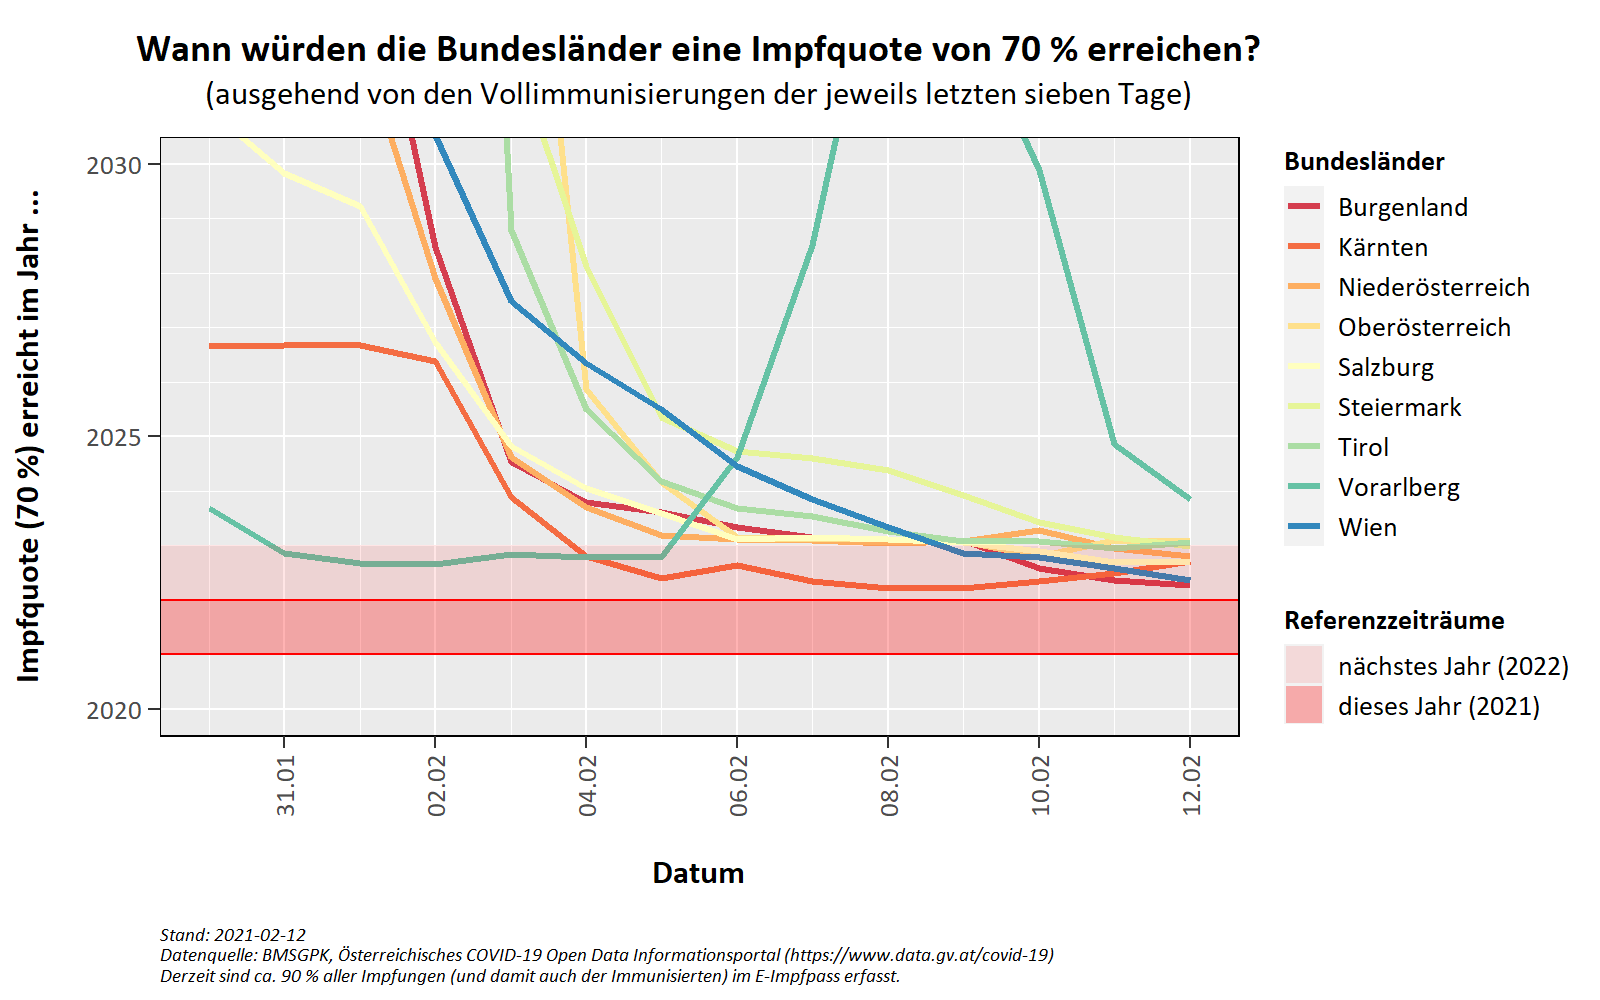 Wann würden die Bundesländer eine Impfquote von 70 % erreichen?
(ausgehend von den Vollimmunisierungen der jeweils letzten sieben Tage)
Impfquote (70 %) erreicht im Jahr ...
2030
2025
2020
31.01
02.02
04.02
06.02
08.02
10.02
12.02
Datum
Bundesländer
Burgenland
Kärnten
Niederösterreich
Oberösterreich
Salzburg
Steiermark
Tirol
Vorarlberg
Wien
Referenzzeiträume
nächstes Jahr (2022)
dieses Jahr (2021)
Stand: 2021-02-12
Datenquelle: BMSGPK, Österreichisches COVID-19 Open Data Informationsportal (https://www.data.gv.at/covid-19)
Derzeit sind ca. 90 % aller Impfungen (und damit auch der Immunisierten) im E-Impfpass erfasst.